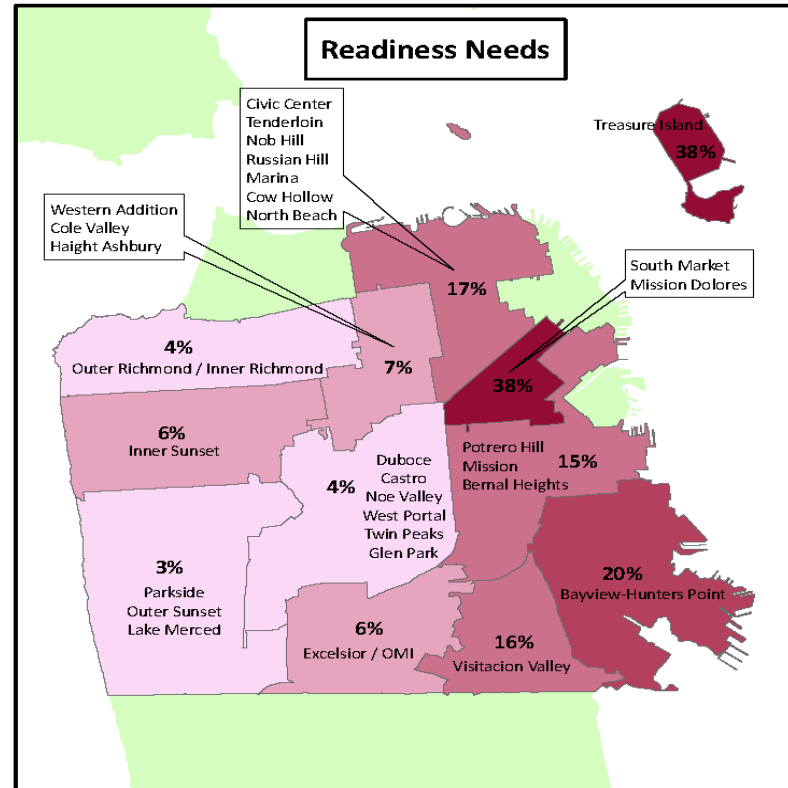 Readiness Needs
Civic Center
Tenderloin
Nob Hill
Russian Hill
Marina
Cow Hollow
North Beach
Treasure Island
38%
Western Addition
Cole Valley
Haight Ashbury
South Market
Mission Dolores
17%
4%
Outer Richmond / Inner Richmond
7%
38%
6%
Inner Sunset
4%
Duboce
Castro
Noe Valley
West Portal
Twin Peaks
Glen Park
Potrero Hill
Mission
Bernal Heights
15%
3%
Parkside
Outer Sunset
Lake Merced
20%
Bayview-Hunters Point
6%
Excelsior / OMI
16%
Visitacion Valley